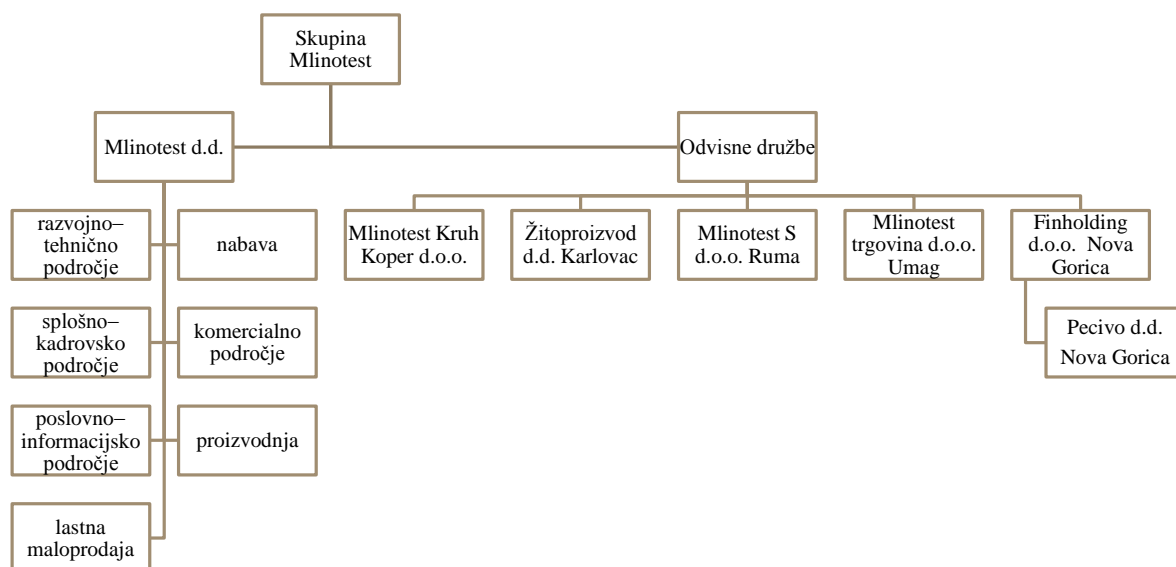 Skupina
Mlinotest
Mlinotest d.d.
Odvisne družbe
razvojno–
tehnično
področje
nabava
splošno–
kadrovsko
področje
komercialno
področje
poslovno–
informacijsko
področje
proizvodnja
lastna
maloprodaja
Mlinotest Kruh
Koper d.o.o.
Žitoproizvod
d.d. Karlovac
Mlinotest S
d.o.o. Ruma
Mlinotest
trgovina d.o.o.
Umag
Finholding
d.o.o. Nova
Gorica
Pecivo d.d.
Nova Gorica